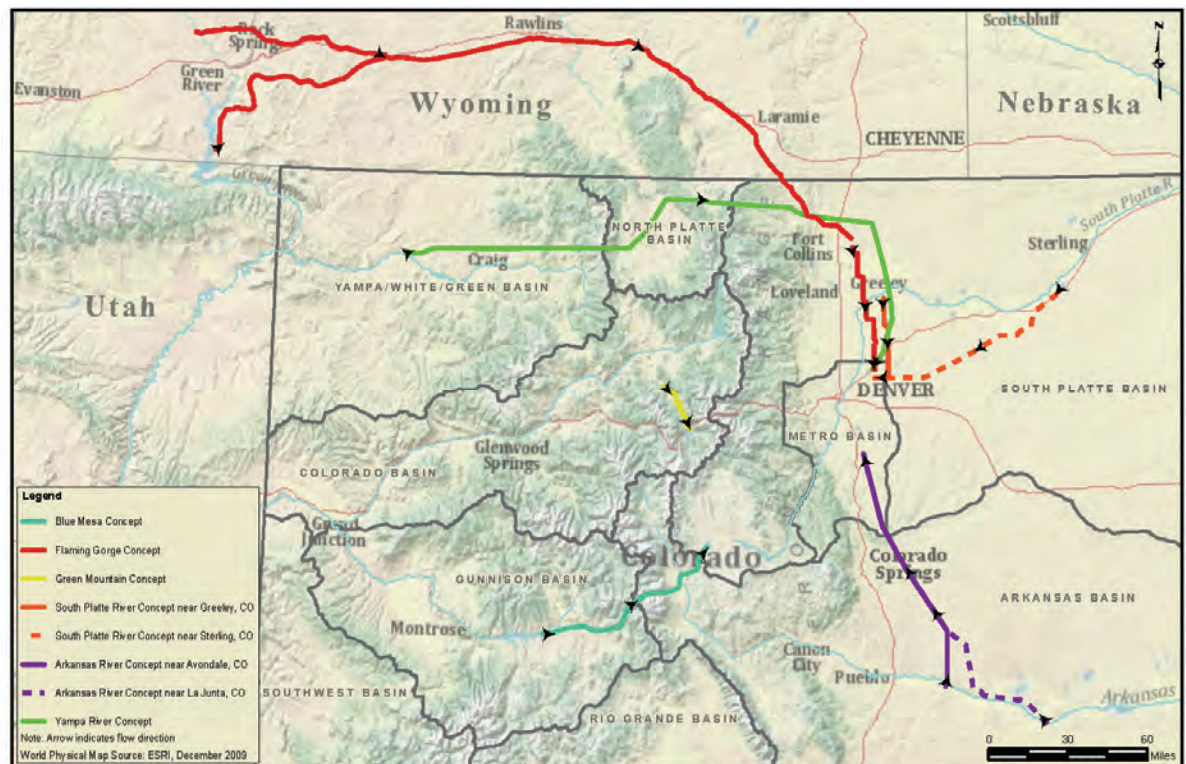 Rock
Springs
Rawlins
Scottsbluff
N
Green
River
Evanston
Wyoming
Nebraska
Laramie
CHEYENNE
Green River
South Platte R
NORTH PLATTE
BASIN
Sterling
Fort
Collins
Craig
YAMPA/WHITE/GREEN BASIN
Greeley
Loveland
Utah
DENVER
SOUTH PLATTE BASIN
METRO BASIN
Glenwood
Springs
COLORADO BASIN
Grand
Junction
Colorado
Colorado
Springs
GUNNISON BASIN
ARKANSAS BASIN
Montrose
Canon
City
Pueblo
SOUTHWEST BASIN
Arkansas
RIO GRANDE BASIN
Legend
Blue Mesa Concept
Flaming Gorge Concept
Green Mountain Concept
South Platte River Concept near Greeley, CO
South Platte River Concept near Sterling, CO
Arkansas River Concept near Avondale, CO
Arkansas River Concept near La Junta, CO
Yampa River Concept
Note: Arrow indicates flow direction
World Physical Map Source: ESRI, December 2009
0 30 60
Miles